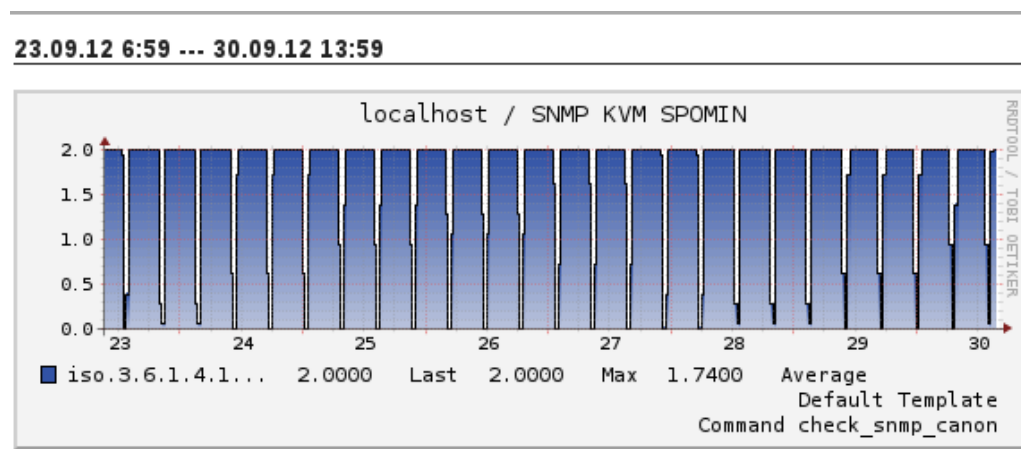 23.09.12 6:59 --- 30.09.12 13:59
localhost / SNMP KVM SPOMIN
RRDTOOL / TOBI OETIKER
2.0
1.5
1.0
0.5
0.0
23 24 25 26 27 28 29 30
iso.3.6.1.4.1... 2.0000 Last 2.0000 Max 1.7400 Average
Default Template
Command check_snmp_canon